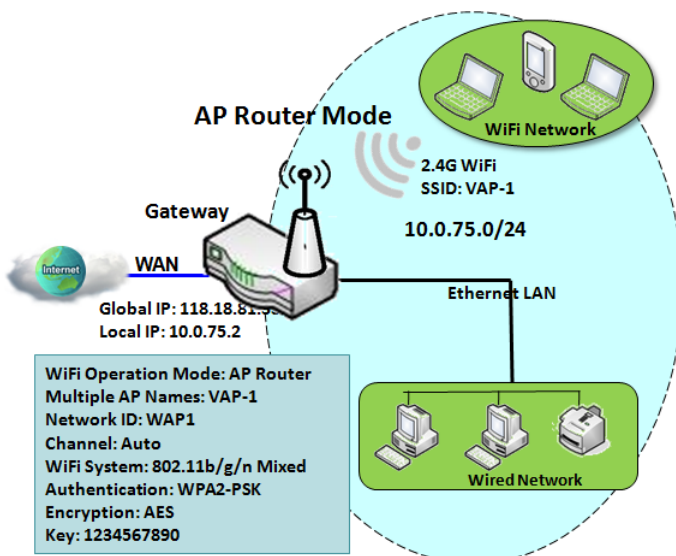 AP Router Mode
WiFi Network
2.4G WiFi
SSID: VAP-1
Gateway
10.0.75.0/24
Internet
WAN
Ethernet LAN
Global IP: 118.18.81.
Local IP: 10.0.75.2
WiFi Operation Mode: AP Router
Multiple AP Names: VAP-1
Network ID: WAP1
Channel: Auto
WiFi System: 802.11b/g/n Mixed
Authentication: WPA2-PSK
Encryption: AES
Key: 1234567890
Wired Network